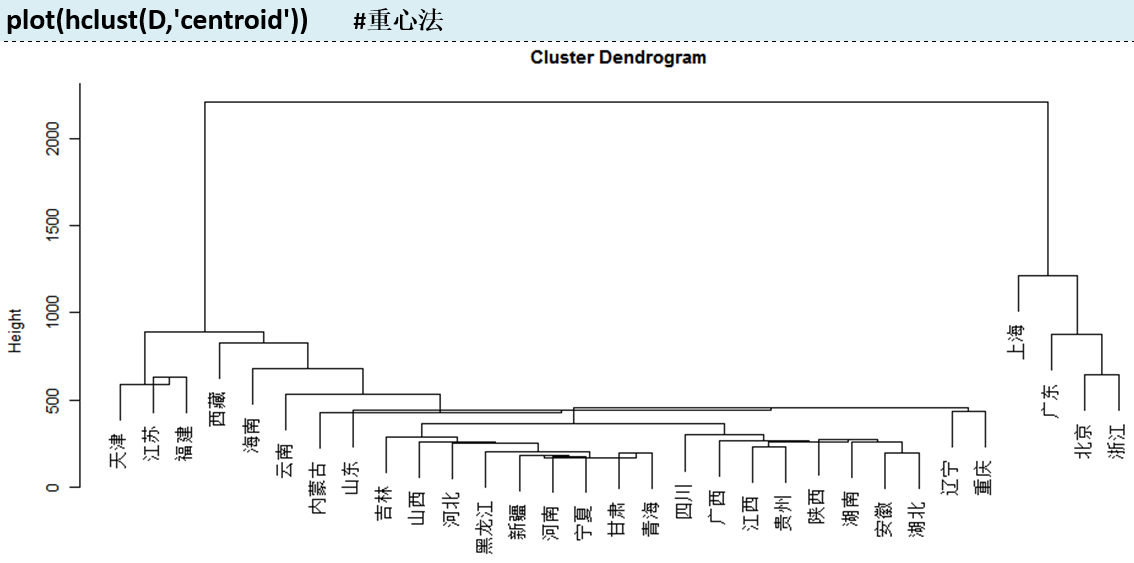 plot(hclust(D,'centroid')) #重心法
Cluster Dendrogram
Height
2000
1500
1000
500
0
天津
江苏
福建
西藏
海南
云南
内蒙古
山东
吉林
山西
河北
黑龙江
新疆
河南
宁夏
甘肃
青海
四川
广西
江西
贵州
陕西
湖南
安徽
湖北
辽宁
重庆
上海
广东
北京
浙江